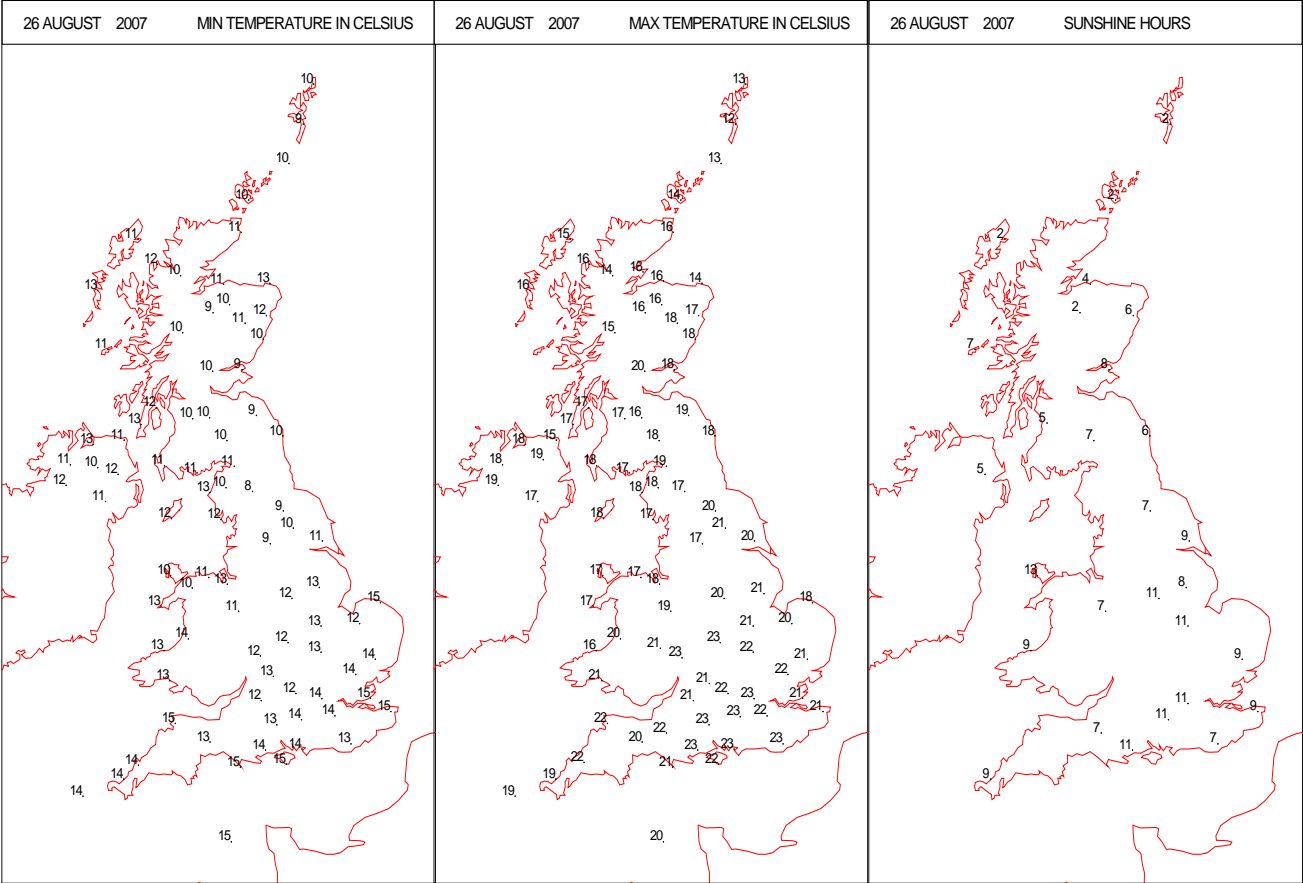 26 AUGUST 2007 MIN TEMPERATURE IN CELSIUS
10
9
10
10
11
11
12
10
11 13
13
10
9 12
11
10 10
11
10 9
12
10 10 9
13
10 10
13 11
11 10 11 11 11
12 12
10
13 8
11
12 12 9
10
9 11
10 11
10 13 13
12
13 11 15
13 12
14 12
13 12 13 14
13 13 14
12 12 14 15
15 13 14 14 15
13 14 14 13
14 15 15
14
14
15
26 AUGUST 2007 MAX TEMPERATURE IN CELSIUS
13
12
13
14
16
15
16
14 16
16 14
16
16 16 17
18
15 18
20 18
17
17 17 16 19
18 15 18 18
18 19 18 17 19
19 18 18 17
17
18 17 20
21
17 20
17 17 18
20 21
17 19 18
21 20
20 23
16 21 23 22 21
21 21 22
21 22 23 21
22 22 23 23 22 21
20 23 23 23
22 21 22
19
19
20
26 AUGUST 2007 SUNSHINE HOURS
2
2
2
4
2 6
7
8
5
7 6
5
7
9
13
8
11
7
11
9 9
11
11 9
7 11 7
9